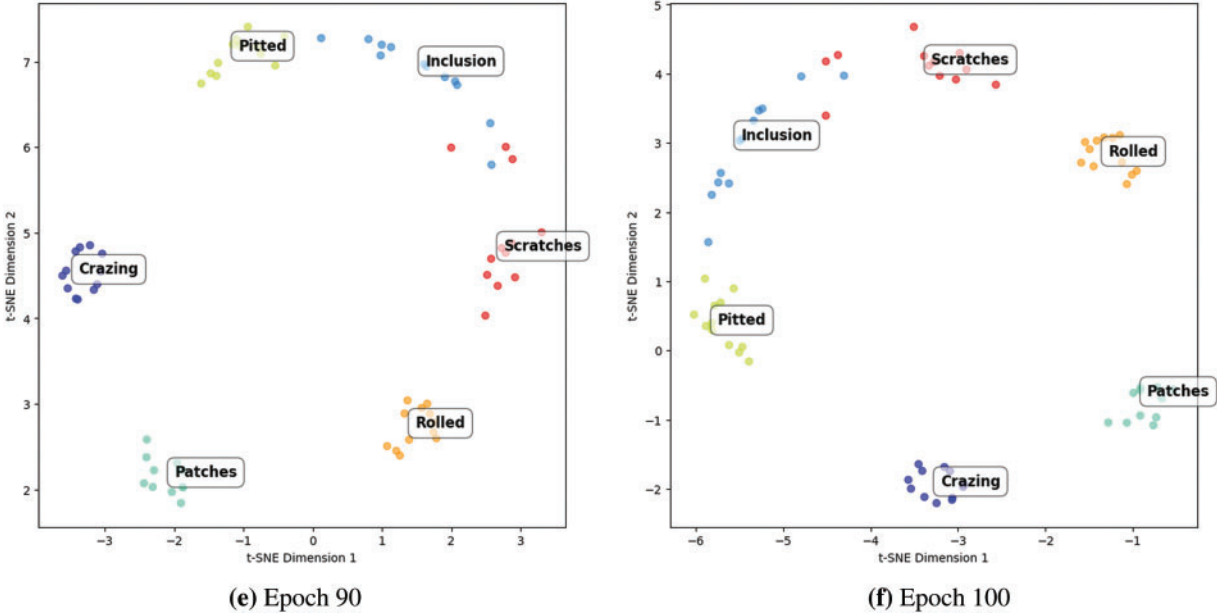 7
6
5
4
3
2
t-SNE Dimension 2
Pitted
Inclusion
Scratches
Crazing
Rolled
Patches
−3
−2
−1
0
1
2
3
t-SNE Dimension 1
(e) Epoch 90
5
4
3
2
1
0
−1
−2
t-SNE Dimension 2
Scratches
Inclusion
Rolled
Pitted
Patches
Crazing
−6
−5
−4
−3
−2
−1
t-SNE Dimension 1
(f) Epoch 100